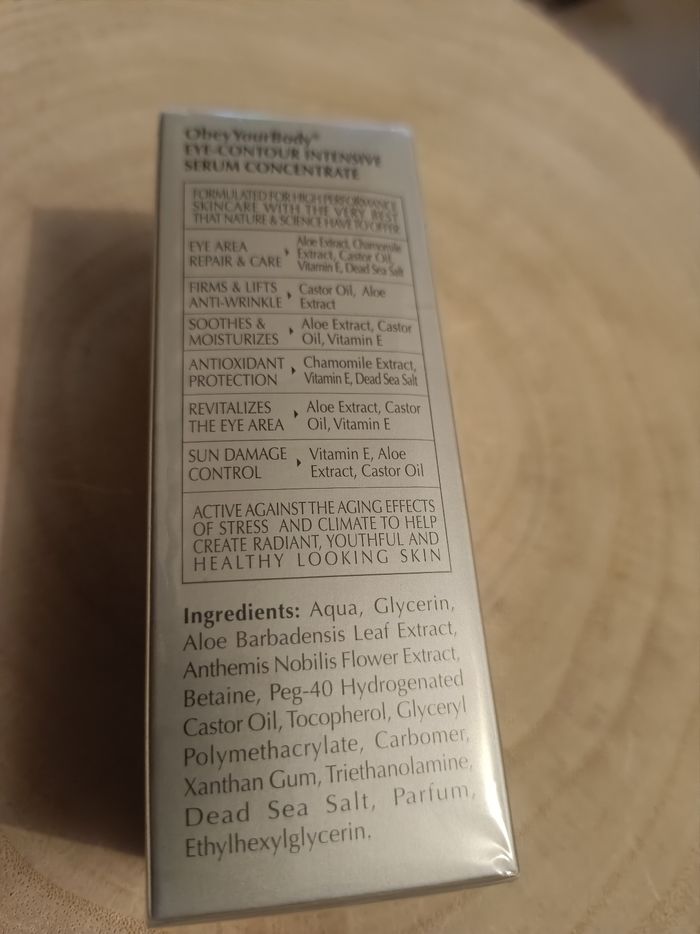 ObeyYourBody®
EYE-CONTOUR INTENSIVE
SERUM CONCENTRATE
FORMULATED FOR HIGH PERFORMANCE
SKINCARE WITH THE VERY BEST
THAT NATURE & SCIENCE HAVE TO OFFER
EYE AREA
REPAIR & CARE
Aloe Extract, Chamomile
Extract, Castor Oil,
Vitamin E, Dead Sea Salt
FIRMS & LIFTS
ANTI-WRINKLE
Castor Oil, Aloe
Extract
SOOTHES &
MOISTURIZES
Aloe Extract, Castor
Oil, Vitamin E
ANTIOXIDANT
PROTECTION
Chamomile Extract,
Vitamin E, Dead Sea Salt
REVITALIZES
THE EYE AREA
Aloe Extract, Castor
Oil, Vitamin E
SUN DAMAGE
CONTROL
Vitamin E, Aloe
Extract, Castor Oil
ACTIVE AGAINST THE AGING EFFECTS
OF STRESS AND CLIMATE TO HELP
CREATE RADIANT, YOUTHFUL AND
HEALTHY LOOKING SKIN
Ingredients: Aqua, Glycerin,
Aloe Barbadensis Leaf Extract,
Anthemis Nobilis Flower Extract,
Betaine, Peg-40 Hydrogenated
Castor Oil, Tocopherol, Glyceryl
Polymethacrylate, Carbomer,
Xanthan Gum, Triethanolamine,
Dead Sea Salt, Parfum,
Ethylhexylglycerin.